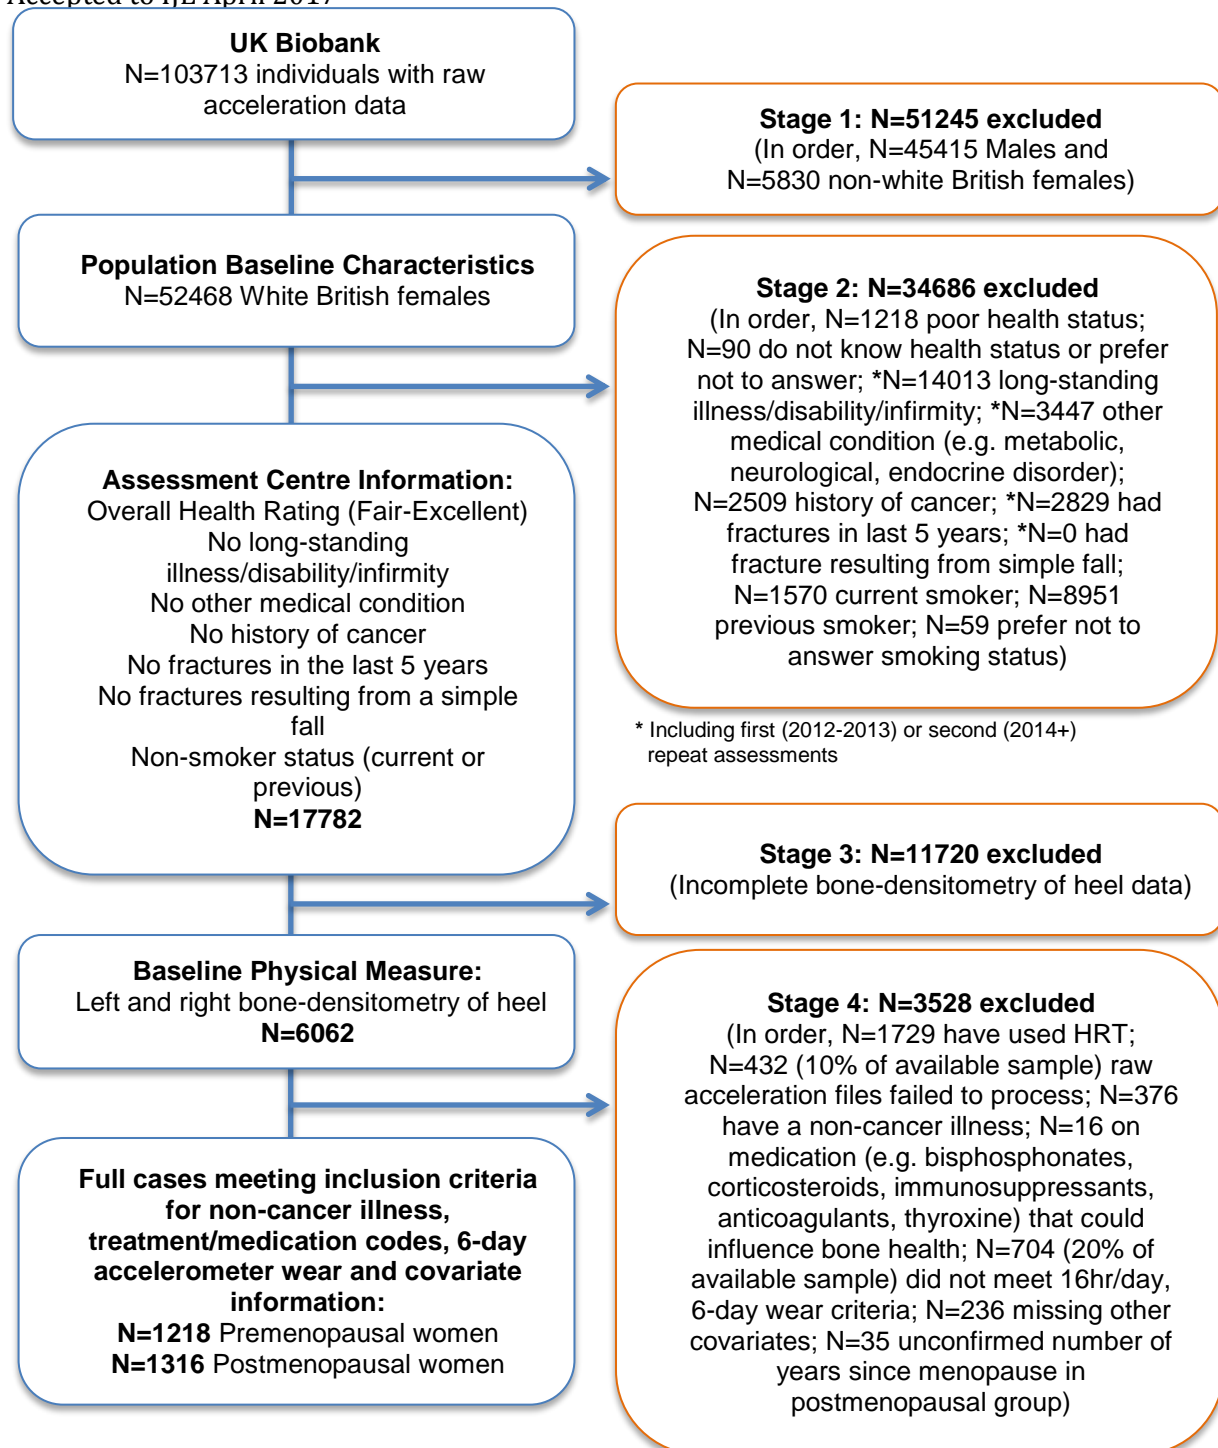 Accepted to IJE April 2017
UK Biobank
N=103713 individuals with raw
acceleration data
Stage 1: N=51245 excluded
(In order, N=45415 Males and
N=5830 non-white British females)
Population Baseline Characteristics
N=52468 White British females
Stage 2: N=34686 excluded
(In order, N=1218 poor health status;
N=90 do not know health status or prefer
not to answer; *N=14013 long-standing
illness/disability/infirmity; *N=3447 other
medical condition (e.g. metabolic,
neurological, endocrine disorder);
N=2509 history of cancer; *N=2829 had
fractures in last 5 years; *N=0 had
fracture resulting from simple fall;
N=1570 current smoker; N=8951
previous smoker; N=59 prefer not to
answer smoking status)
* Including first (2012-2013) or second (2014+)
repeat assessments
Assessment Centre Information:
Overall Health Rating (Fair-Excellent)
No long-standing
illness/disability/infirmity
No other medical condition
No history of cancer
No fractures in the last 5 years
No fractures resulting from a simple
fall
Non-smoker status (current or
previous)
N=17782
Stage 3: N=11720 excluded
(Incomplete bone-densitometry of heel data)
Baseline Physical Measure:
Left and right bone-densitometry of heel
N=6062
Stage 4: N=3528 excluded
(In order, N=1729 have used HRT;
N=432 (10% of available sample) raw
acceleration files failed to process; N=376
have a non-cancer illness; N=16 on
medication (e.g. bisphosphonates,
corticosteroids, immunosuppressants,
anticoagulants, thyroxine) that could
influence bone health; N=704 (20% of
available sample) did not meet 16hr/day,
6-day wear criteria; N=236 missing other
covariates; N=35 unconfirmed number of
years since menopause in
postmenopausal group)
Full cases meeting inclusion criteria
for non-cancer illness,
treatment/medication codes, 6-day
accelerometer wear and covariate
information:
N=1218 Premenopausal women
N=1316 Postmenopausal women